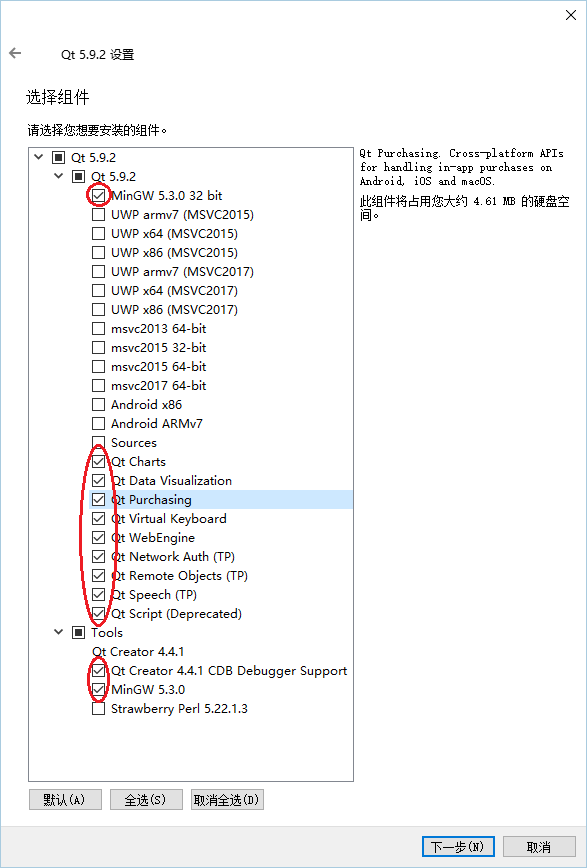 Qt 5.9.2 设置
选择组件
请选择您想要安装的组件。
Qt 5.9.2
Qt 5.9.2
MinGW 5.3.0 32 bit
UWP armv7 (MSVC2015)
UWP x64 (MSVC2015)
UWP x86 (MSVC2015)
UWP armv7 (MSVC2017)
UWP x64 (MSVC2017)
UWP x86 (MSVC2017)
msvc2013 64-bit
msvc2015 32-bit
msvc2015 64-bit
msvc2017 64-bit
Android x86
Android ARMv7
Sources
Qt Charts
Qt Data Visualization
Qt Purchasing
Qt Virtual Keyboard
Qt WebEngine
Qt Network Auth (TP)
Qt Remote Objects (TP)
Qt Speech (TP)
Qt Script (Deprecated)
Tools
Qt Creator 4.4.1
Qt Creator 4.4.1 CDB Debugger Support
MinGW 5.3.0
Strawberry Perl 5.22.1.3
Qt Purchasing. Cross-platform APIs
for handling in-app purchases on
Android, iOS and macOS.
此组件将占用您大约 4.61 MB 的硬盘空
间。
默认(A)
全选(S)
取消全选(D)
下一步(N)
取消